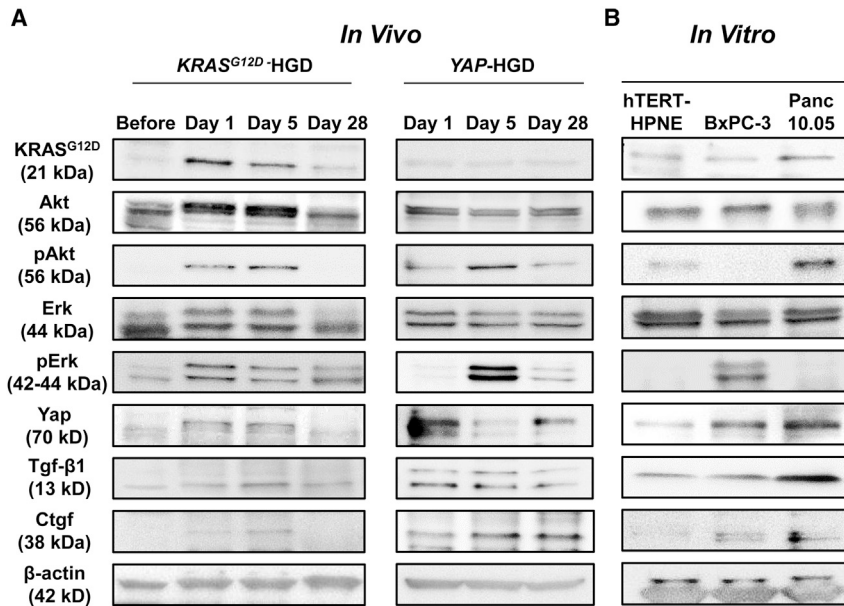 A
B
In Vivo
In Vitro
KRASG12D-HGD
YAP-HGD
hTERT-HPNE
BxPC-3
Panc 10.05
Before Day 1 Day 5 Day 28
Day 1 Day 5 Day 28
KRASG12D
(21 kDa)
Akt
(56 kDa)
pAkt
(56 kDa)
Erk
(44 kDa)
pErk
(42-44 kDa)
Yap
(70 kD)
Tgf-β1
(13 kD)
Ctgf
(38 kDa)
β-actin
(42 kD)